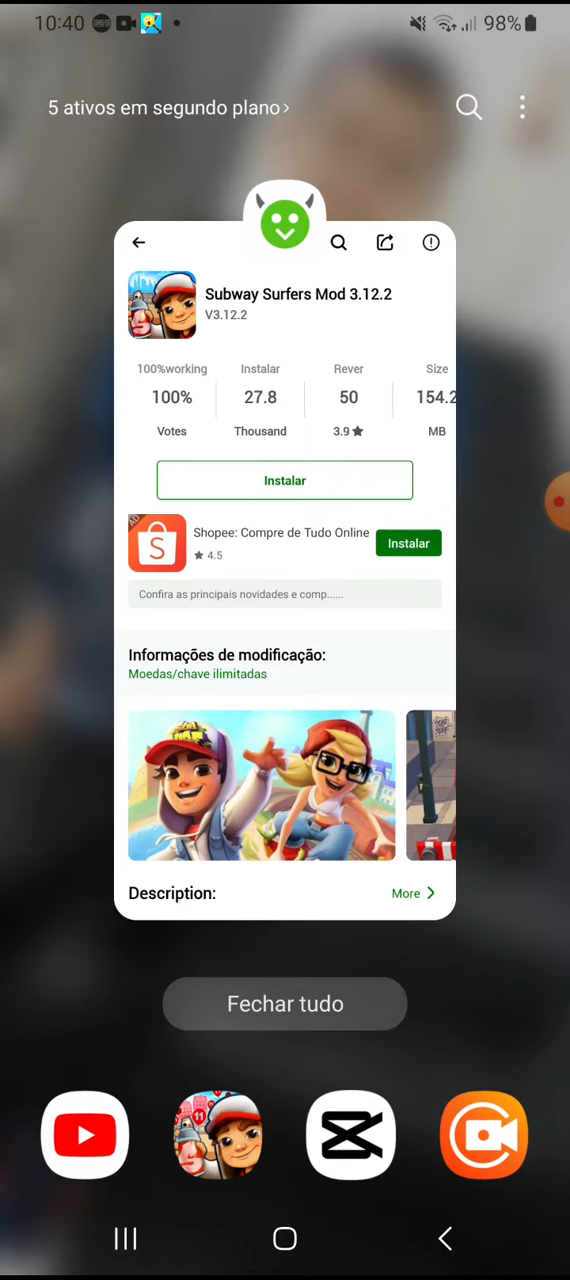 10:40
98%
5 ativos em segundo plano>
Subway Surfers Mod 3.12.2
V3.12.2
100%working Instalar Rever Size
100% 27.8 50 154.2
Votes Thousand 3.9★ MB
Instalar
AD
Shopee: Compre de Tudo Online
★ 4.5
Instalar
Confira as principais novidades e comp......
Informações de modificação:
Moedas/chave ilimitadas
Description:
More >
Fechar tudo
11